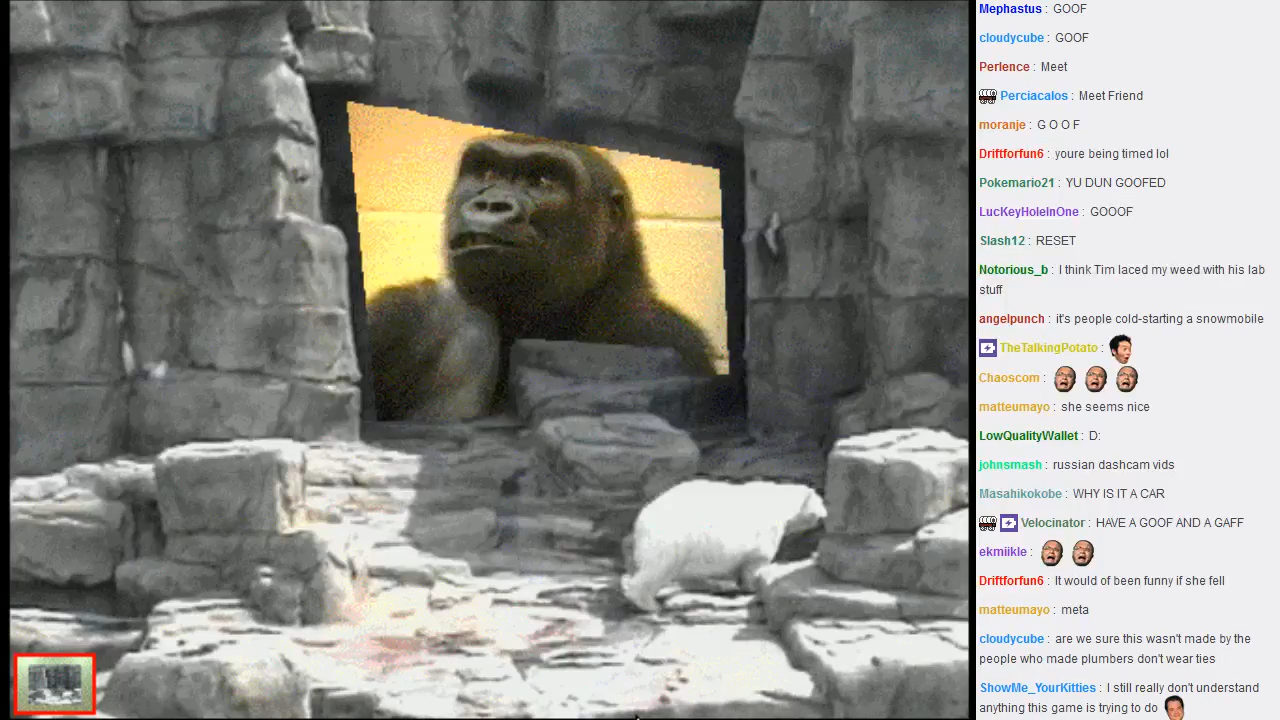 Mephastus : GOOF
cloudycube : GOOF
Perlence : Meet
Perciacalos : Meet Friend
moranje : G O O F
Driftforfun6 : youre being timed lol
Pokemario21 : YU DUN GOOFED
LucKeyHoleInOne : GOOOF
Slash12 : RESET
Notorious_b : I think Tim laced my weed with his lab
stuff
angelpunch : it's people cold-starting a snowmobile
TheTalkingPotato :
Chaoscom :
matteumayo : she seems nice
LowQualityWallet : D:
johnsmash : russian dashcam vids
Masahikokobe : WHY IS IT A CAR
Velocinator : HAVE A GOOF AND A GAFF
ekmiikle :
Driftforfun6 : It would of been funny if she fell
matteumayo : meta
cloudycube : are we sure this wasn't made by the
people who made plumbers don't wear ties
ShowMe_YourKitties : I still really don't understand
anything this game is trying to do